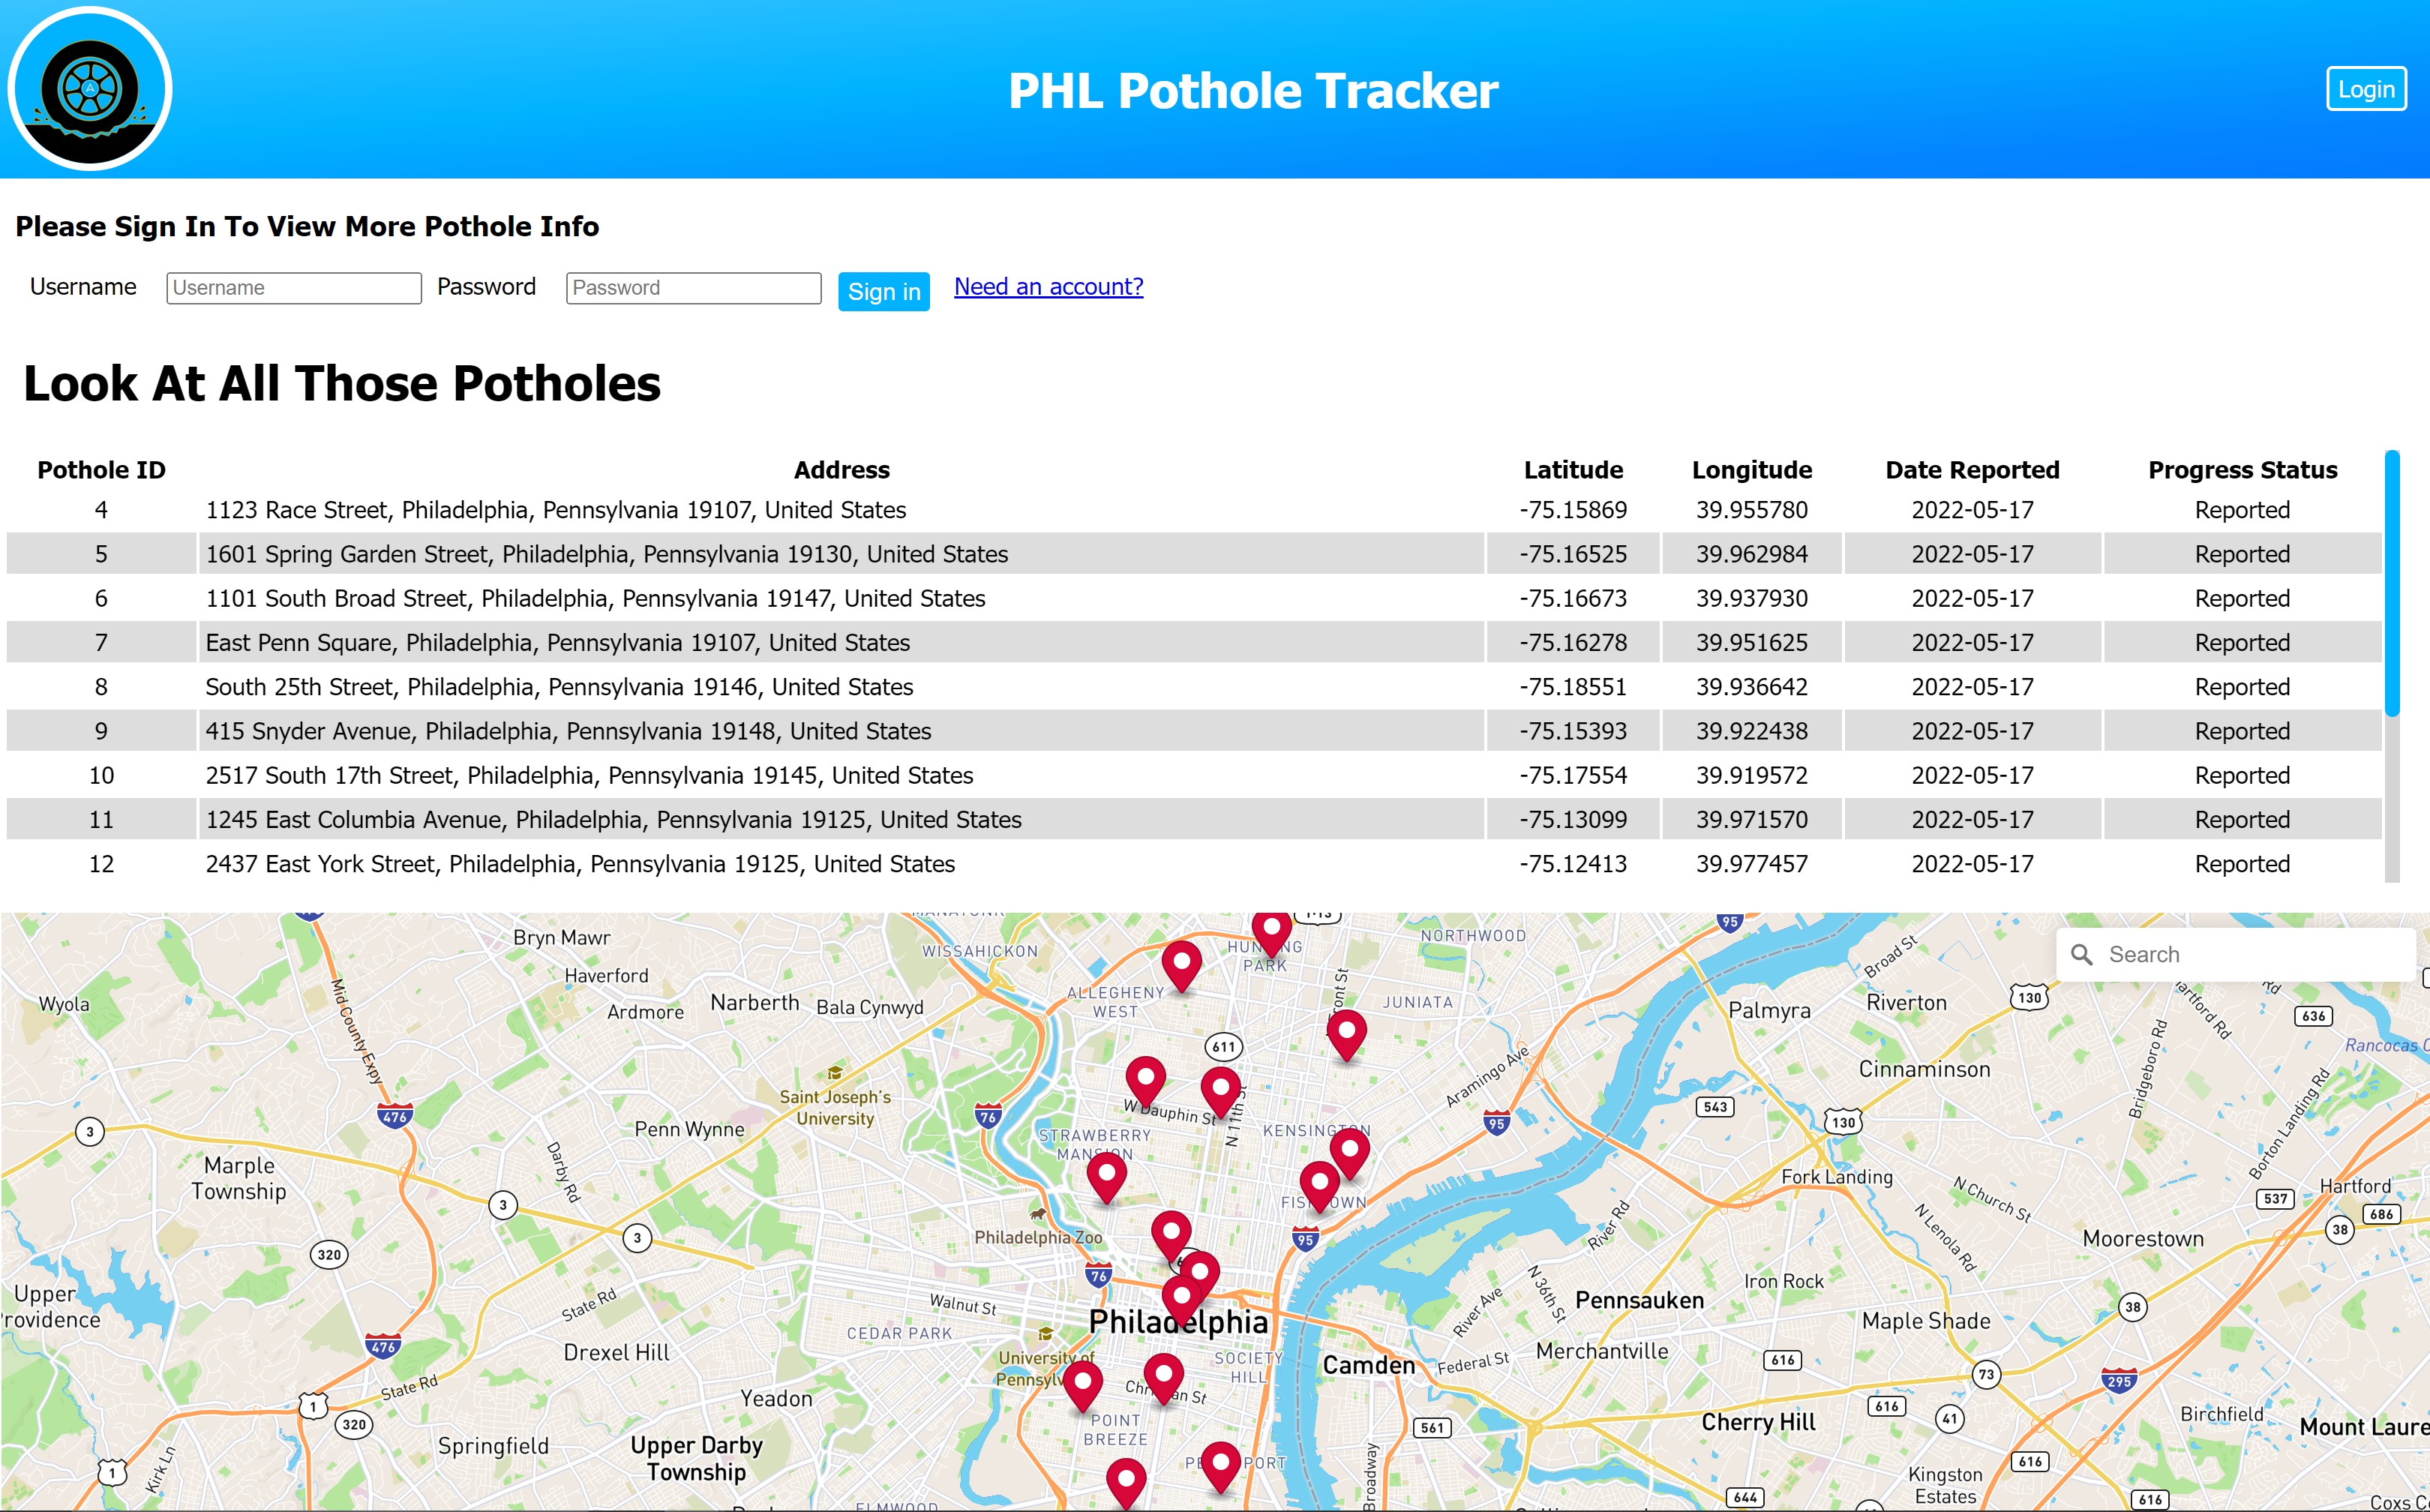 PHL Pothole Tracker
Login
Please Sign In To View More Pothole Info
Username Username Password Password Sign in Need an account?
Look At All Those Potholes
Pothole ID Address Latitude Longitude Date Reported Progress Status
4 1123 Race Street, Philadelphia, Pennsylvania 19107, United States -75.15869 39.955780 2022-05-17 Reported
5 1601 Spring Garden Street, Philadelphia, Pennsylvania 19130, United States -75.16525 39.962984 2022-05-17 Reported
6 1101 South Broad Street, Philadelphia, Pennsylvania 19147, United States -75.16673 39.937930 2022-05-17 Reported
7 East Penn Square, Philadelphia, Pennsylvania 19107, United States -75.16278 39.951625 2022-05-17 Reported
8 South 25th Street, Philadelphia, Pennsylvania 19146, United States -75.18551 39.936642 2022-05-17 Reported
9 415 Snyder Avenue, Philadelphia, Pennsylvania 19148, United States -75.15393 39.922438 2022-05-17 Reported
10 2517 South 17th Street, Philadelphia, Pennsylvania 19145, United States -75.17554 39.919572 2022-05-17 Reported
11 1245 East Columbia Avenue, Philadelphia, Pennsylvania 19125, United States -75.13099 39.971570 2022-05-17 Reported
12 2437 East York Street, Philadelphia, Pennsylvania 19125, United States -75.12413 39.977457 2022-05-17 Reported
Search
Bryn Mawr
WISSAHICKON
PARK
NORTHWOOD
95
Broad St
Haverford
Wyola
Mid County Expy
Ardmore
Narberth
Bala Cynwyd
ALLEGHENY
WEST
JUNIATA
Palmyra
Riverton
130
636
611
Saint Joseph's
University
Aramingo Ave
Cinnaminson
Bridgeboro Rd
Borton Landing Rd
476
76
W Dauphin St
N 11th St
543
130
95
3
Penn Wynne
STRAWBERRY
KENSINGTON
Marple
Township
Darby Rd
Fork Landing
N Church St
537
Hartford
686
3
3
38
Philadelphia Zoo
95
River Rd
N Lenola Rd
Moorestown
320
76
Iron Rock
Upper
State Rd
Walnut St
Philadelphia
River Ave
N 36th St
Pennsauken
38
Maple Shade
476
Drexel Hill
CEDAR PARK
University of
SOCIETY
HILL
Camden
Federal St
Merchantville
616
73
295
1
320
State Rd
Yeadon
POINT
BREEZE
561
Cherry Hill
616
41
Birchfield
Springfield
Upper Darby
Township
Broadway
616
Kingston
Estates
1
Kirk Ln
644
616